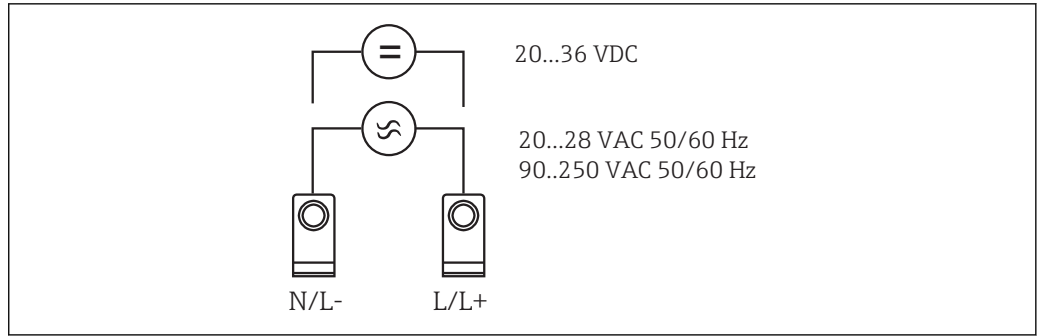 20...36 VDC
20...28 VAC 50/60 Hz
90..250 VAC 50/60 Hz
N/L- L/L+